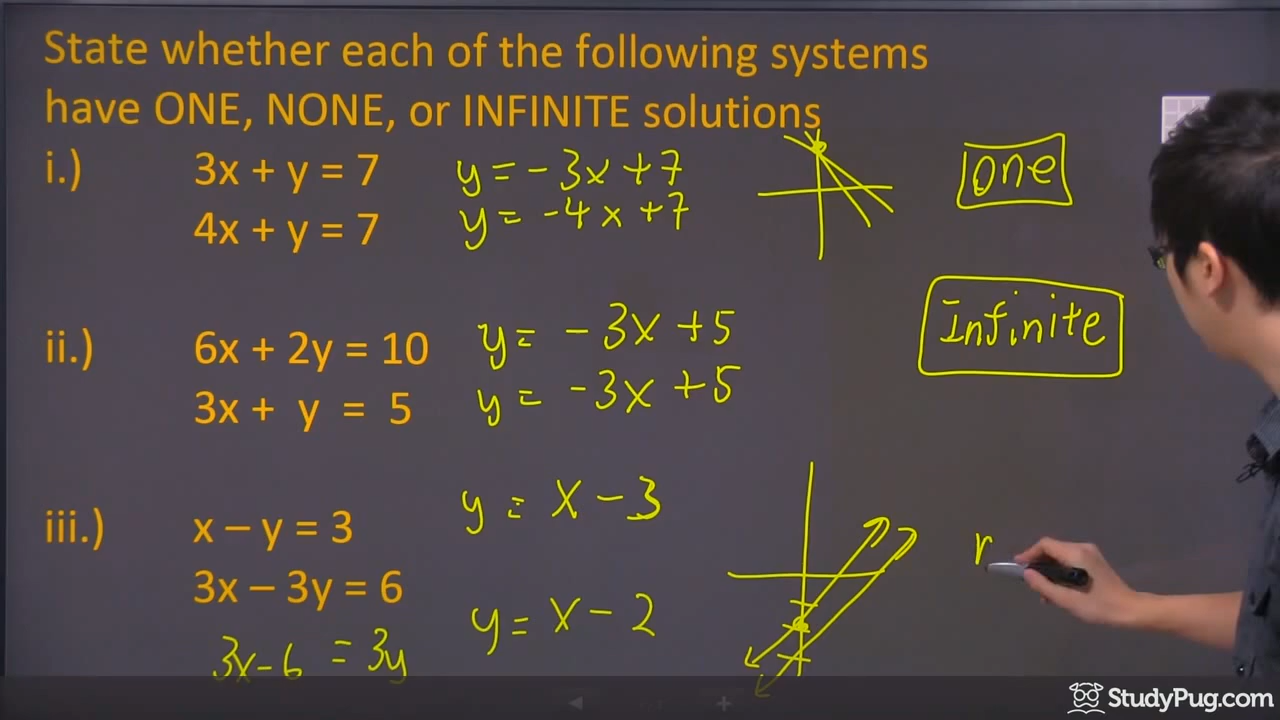 State whether each of the following systems
have ONE, NONE, or INFINITE solutions
i.) 3x + y = 7 y = -3x + 7 one
4x + y = 7 y = -4x + 7
ii.) 6x + 2y = 10 y = -3x + 5 Infinite
3x + y = 5 y = -3x + 5
iii.) x – y = 3 y = x - 3
3x – 3y = 6 y = x - 2
3x - 6 = 3y
StudyPug.com